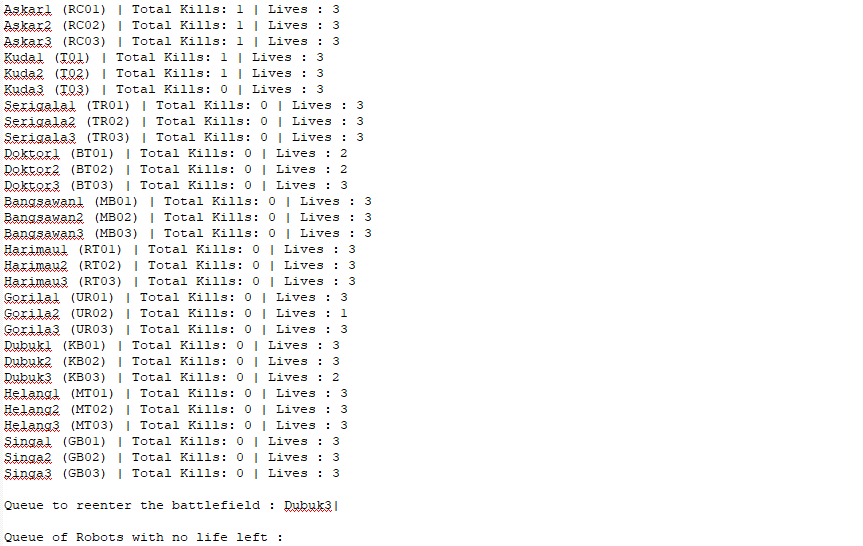 Askar1 (RC01) | Total Kills: 1 | Lives : 3
Askar2 (RC02) | Total Kills: 1 | Lives : 3
Askar3 (RC03) | Total Kills: 1 | Lives : 3
Kuda1 (T01) | Total Kills: 1 | Lives : 3
Kuda2 (T02) | Total Kills: 1 | Lives : 3
Kuda3 (T03) | Total Kills: 0 | Lives : 3
Serigala1 (TR01) | Total Kills: 0 | Lives : 3
Serigala2 (TR02) | Total Kills: 0 | Lives : 3
Serigala3 (TR03) | Total Kills: 0 | Lives : 3
Doktor1 (BT01) | Total Kills: 0 | Lives : 2
Doktor2 (BT02) | Total Kills: 0 | Lives : 2
Doktor3 (BT03) | Total Kills: 0 | Lives : 3
Bangsawan1 (MB01) | Total Kills: 0 | Lives : 3
Bangsawan2 (MB02) | Total Kills: 0 | Lives : 3
Bangsawan3 (MB03) | Total Kills: 0 | Lives : 3
Harimau1 (RT01) | Total Kills: 0 | Lives : 3
Harimau2 (RT02) | Total Kills: 0 | Lives : 3
Harimau3 (RT03) | Total Kills: 0 | Lives : 3
Gorila1 (UR01) | Total Kills: 0 | Lives : 3
Gorila2 (UR02) | Total Kills: 0 | Lives : 1
Gorila3 (UR03) | Total Kills: 0 | Lives : 3
Dubuk1 (KB01) | Total Kills: 0 | Lives : 3
Dubuk2 (KB02) | Total Kills: 0 | Lives : 3
Dubuk3 (KB03) | Total Kills: 0 | Lives : 2
Helang1 (MT01) | Total Kills: 0 | Lives : 3
Helang2 (MT02) | Total Kills: 0 | Lives : 3
Helang3 (MT03) | Total Kills: 0 | Lives : 3
Singa1 (GB01) | Total Kills: 0 | Lives : 3
Singa2 (GB02) | Total Kills: 0 | Lives : 3
Singa3 (GB03) | Total Kills: 0 | Lives : 3
Queue to reenter the battlefield : Dubuk3|
Queue of Robots with no life left :